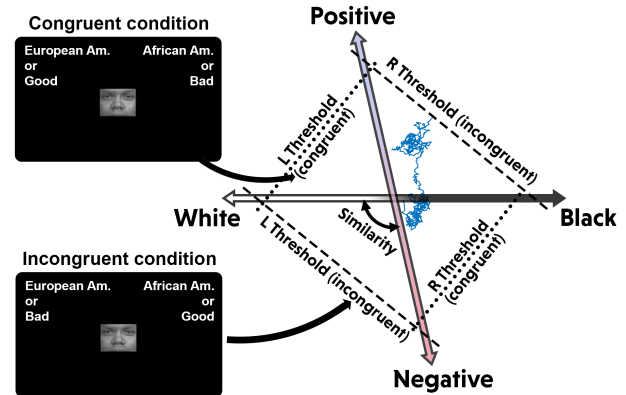 Congruent condition
European Am.
or
Good
African Am.
or
Bad
Incongruent condition
European Am.
or
Bad
African Am.
or
Good
Positive
L Threshold
(congruent)
R Threshold (incongruent)
White
Black
Similarity
L Threshold (incongruent)
R Threshold
(congruent)
Negative